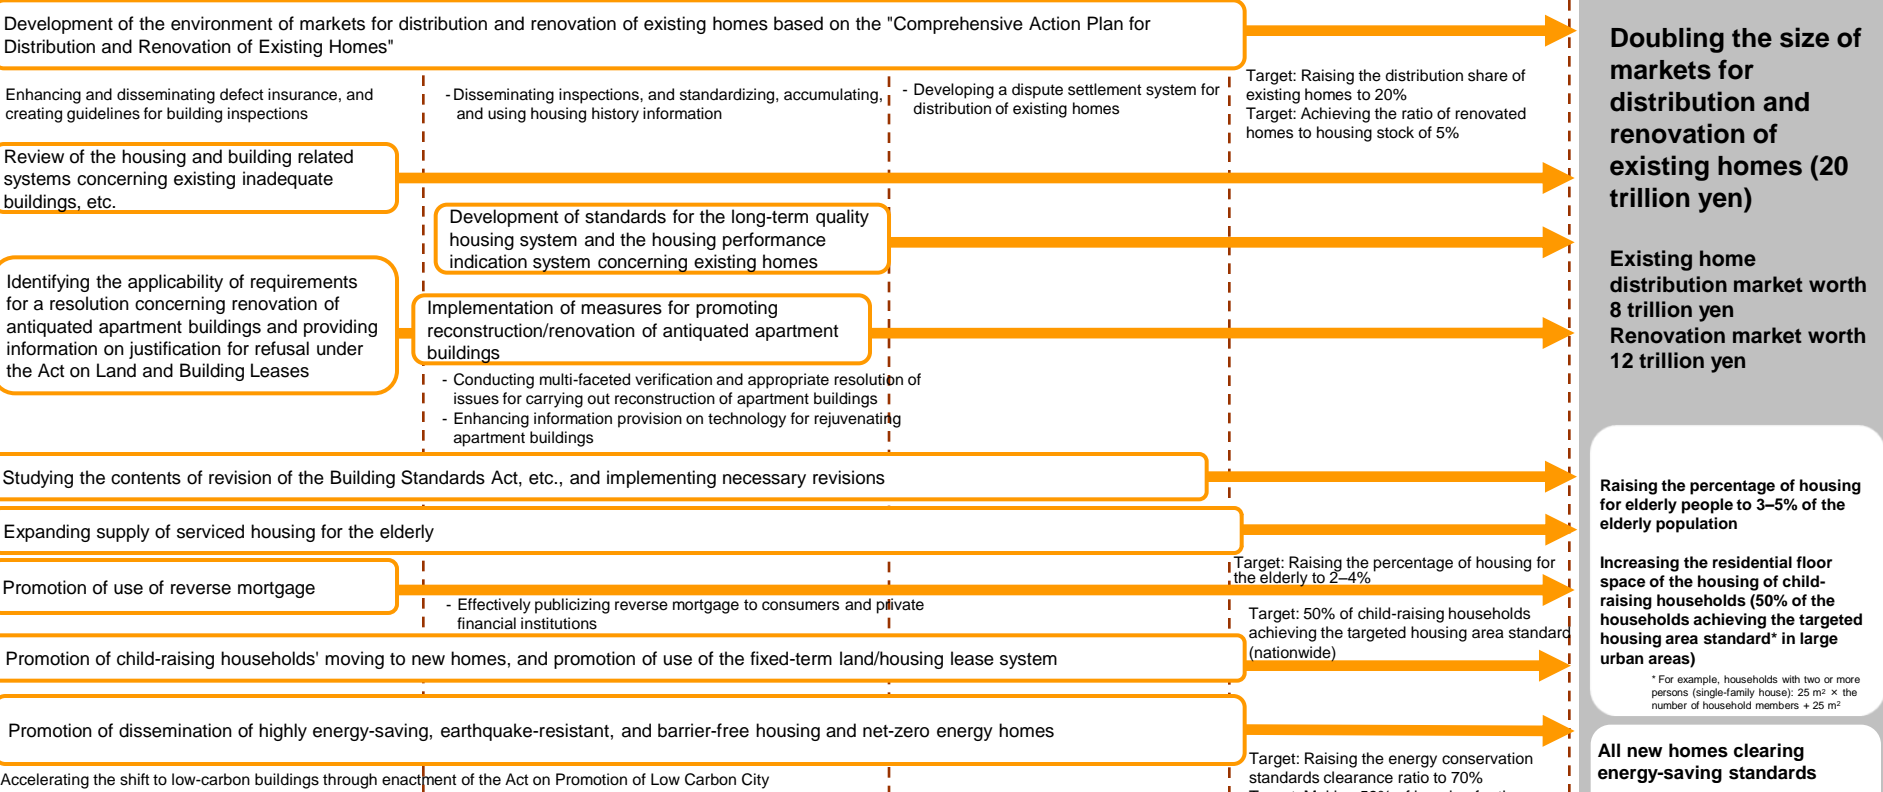 Development of the environment of markets for distribution and renovation of existing homes based on the "Comprehensive Action Plan for
Distribution and Renovation of Existing Homes"
Enhancing and disseminating defect insurance, and
creating guidelines for building inspections
- Disseminating inspections, and standardizing, accumulating,
and using housing history information
- Developing a dispute settlement system for
distribution of existing homes
Target: Raising the distribution share of
existing homes to 20%
Target: Achieving the ratio of renovated
homes to housing stock of 5%
Review of the housing and building related
systems concerning existing inadequate
buildings, etc.
Development of standards for the long-term quality
housing system and the housing performance
indication system concerning existing homes
Identifying the applicability of requirements
for a resolution concerning renovation of
antiquated apartment buildings and providing
information on justification for refusal under
the Act on Land and Building Leases
Implementation of measures for promoting
reconstruction/renovation of antiquated apartment
buildings
- Conducting multi-faceted verification and appropriate resolution of
issues for carrying out reconstruction of apartment buildings
- Enhancing information provision on technology for rejuvenating
apartment buildings
Studying the contents of revision of the Building Standards Act, etc., and implementing necessary revisions
Expanding supply of serviced housing for the elderly
Target: Raising the percentage of housing for
the elderly to 2–4%
Promotion of use of reverse mortgage
- Effectively publicizing reverse mortgage to consumers and private
financial institutions
Target: 50% of child-raising households
achieving the targeted housing area standard
(nationwide)
Promotion of child-raising households' moving to new homes, and promotion of use of the fixed-term land/housing lease system
Promotion of dissemination of highly energy-saving, earthquake-resistant, and barrier-free housing and net-zero energy homes
Accelerating the shift to low-carbon buildings through enactment of the Act on Promotion of Low Carbon City
Target: Raising the energy conservation
standards clearance ratio to 70%
Doubling the size of
markets for
distribution and
renovation of
existing homes (20
trillion yen)
Existing home
distribution market worth
8 trillion yen
Renovation market worth
12 trillion yen
Raising the percentage of housing
for elderly people to 3–5% of the
elderly population
Increasing the residential floor
space of the housing of child-
raising households (50% of the
households achieving the targeted
housing area standard* in large
urban areas)
* For example, households with two or more
persons (single-family house): 25 m² × the
number of household members + 25 m²
All new homes clearing
energy-saving standards